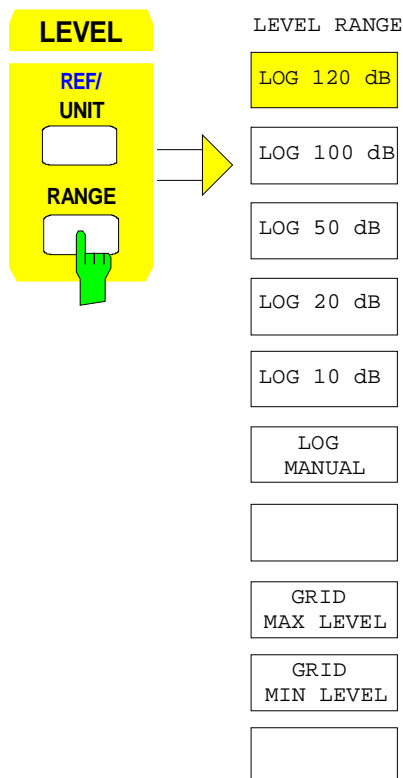 LEVEL
REF/
UNIT
RANGE
LEVEL RANGE
LOG 120 dB
LOG 100 dB
LOG 50 dB
LOG 20 dB
LOG 10 dB
LOG
MANUAL
GRID
MAX LEVEL
GRID
MIN LEVEL